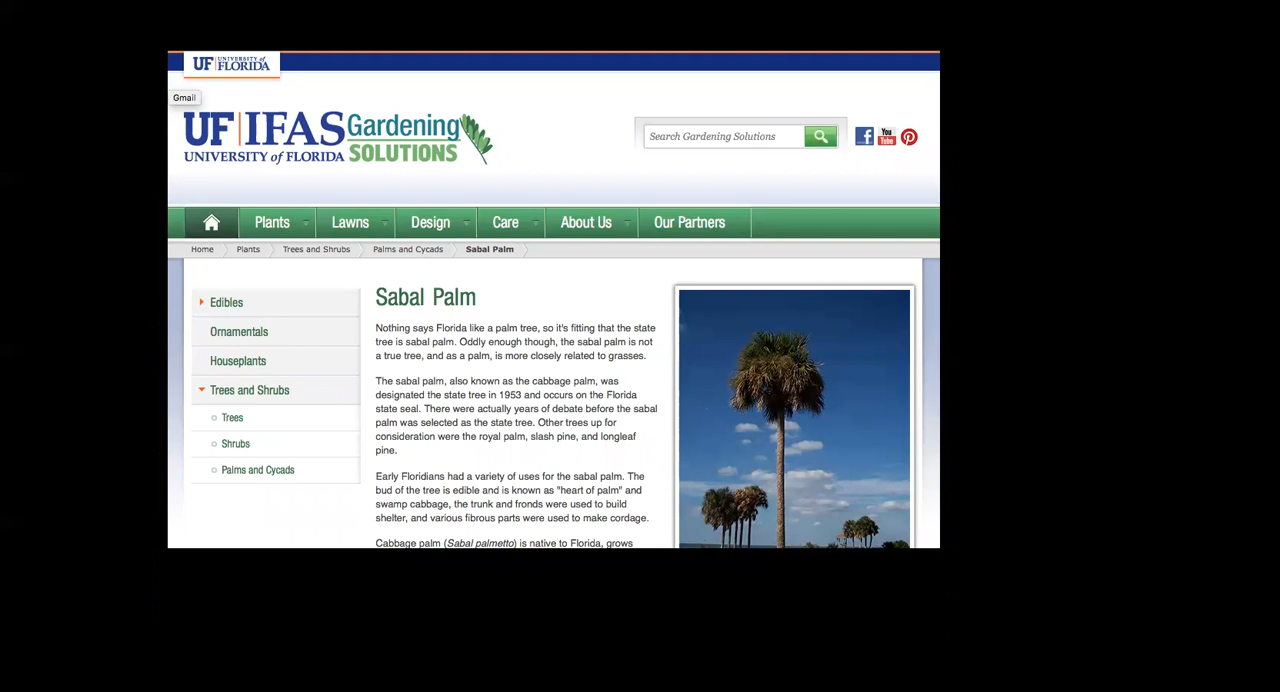 UF UNIVERSITY of FLORIDA
Gmail
UF IFAS Gardening
UNIVERSITY of FLORIDA SOLUTIONS
Search Gardening Solutions
You Tube
Plants Lawns Design Care About Us Our Partners
Home Plants Trees and Shrubs Palms and Cycads Sabal Palm
Edibles
Ornamentals
Houseplants
Trees and Shrubs
Trees
Shrubs
Palms and Cycads
Sabal Palm
Nothing says Florida like a palm tree, so it's fitting that the state
tree is sabal palm. Oddly enough though, the sabal palm is not
a true tree, and as a palm, is more closely related to grasses.
The sabal palm, also known as the cabbage palm, was
designated the state tree in 1953 and occurs on the Florida
state seal. There were actually years of debate before the sabal
palm was selected as the state tree. Other trees up for
consideration were the royal palm, slash pine, and longleaf
pine.
Early Floridians had a variety of uses for the sabal palm. The
bud of the tree is edible and is known as "heart of palm" and
swamp cabbage, the trunk and fronds were used to build
shelter, and various fibrous parts were used to make cordage.
Cabbage palm (Sabal palmetto) is native to Florida, grows